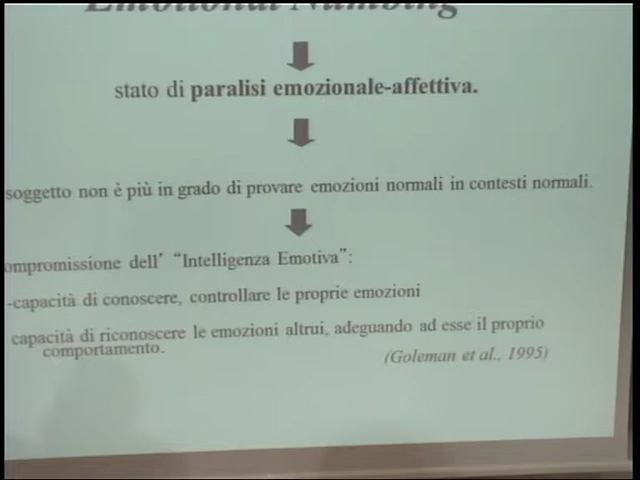 Emotional Numbing
stato di paralisi emozionale-affettiva.
soggetto non è più in grado di provare emozioni normali in contesti normali.
ompromissione dell' “Intelligenza Emotiva”:
-capacità di conoscere, controllare le proprie emozioni
capacità di riconoscere le emozioni altrui, adeguando ad esse il proprio
comportamento.
(Goleman et al., 1995)